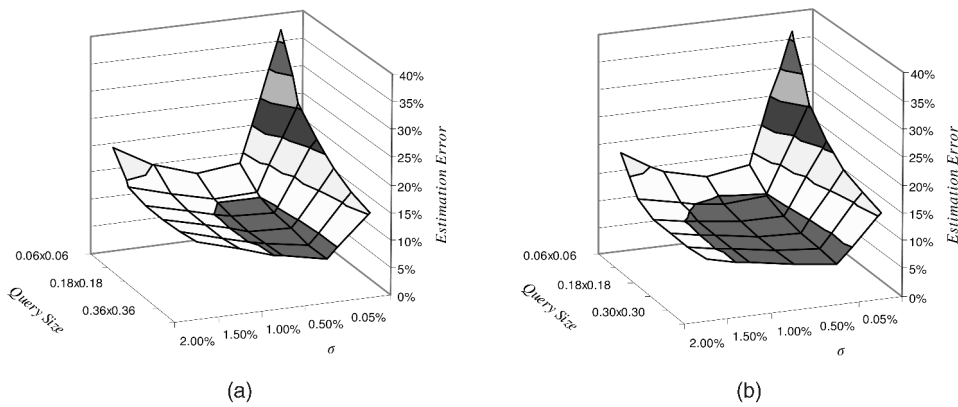 40%
35%
30%
25%
20%
15%
10%
5%
0%
Estimation Error
0.06x0.06
0.18x0.18
0.36x0.36
Query Size
2.00%
1.50%
1.00%
0.50%
0.05%
σ
(a)
40%
35%
30%
25%
20%
15%
10%
5%
0%
Estimation Error
0.06x0.06
0.18x0.18
0.30x0.30
Query Size
2.00%
1.50%
1.00%
0.50%
0.05%
σ
(b)